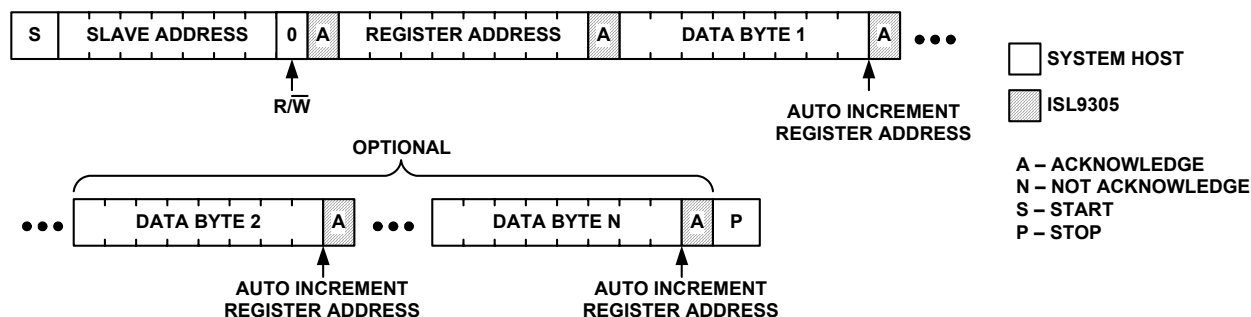 S SLAVE ADDRESS 0 A REGISTER ADDRESS A DATA BYTE 1 A
R/W̅
AUTO INCREMENT
REGISTER ADDRESS
SYSTEM HOST
ISL9305
A – ACKNOWLEDGE
N – NOT ACKNOWLEDGE
S – START
P – STOP
OPTIONAL
DATA BYTE 2 A DATA BYTE N A P
AUTO INCREMENT
REGISTER ADDRESS
AUTO INCREMENT
REGISTER ADDRESS